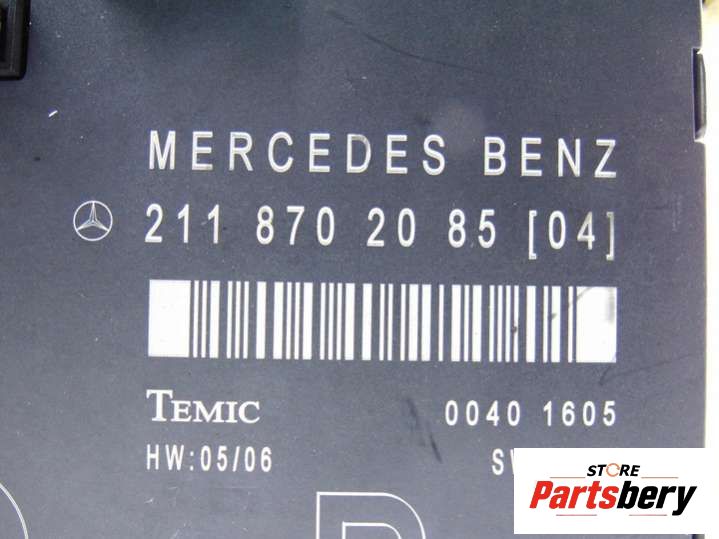 MERCEDES BENZ
211 870 20 85 [04]
TEMIC 0040 1605
HW:05/06
STORE
Partsbery